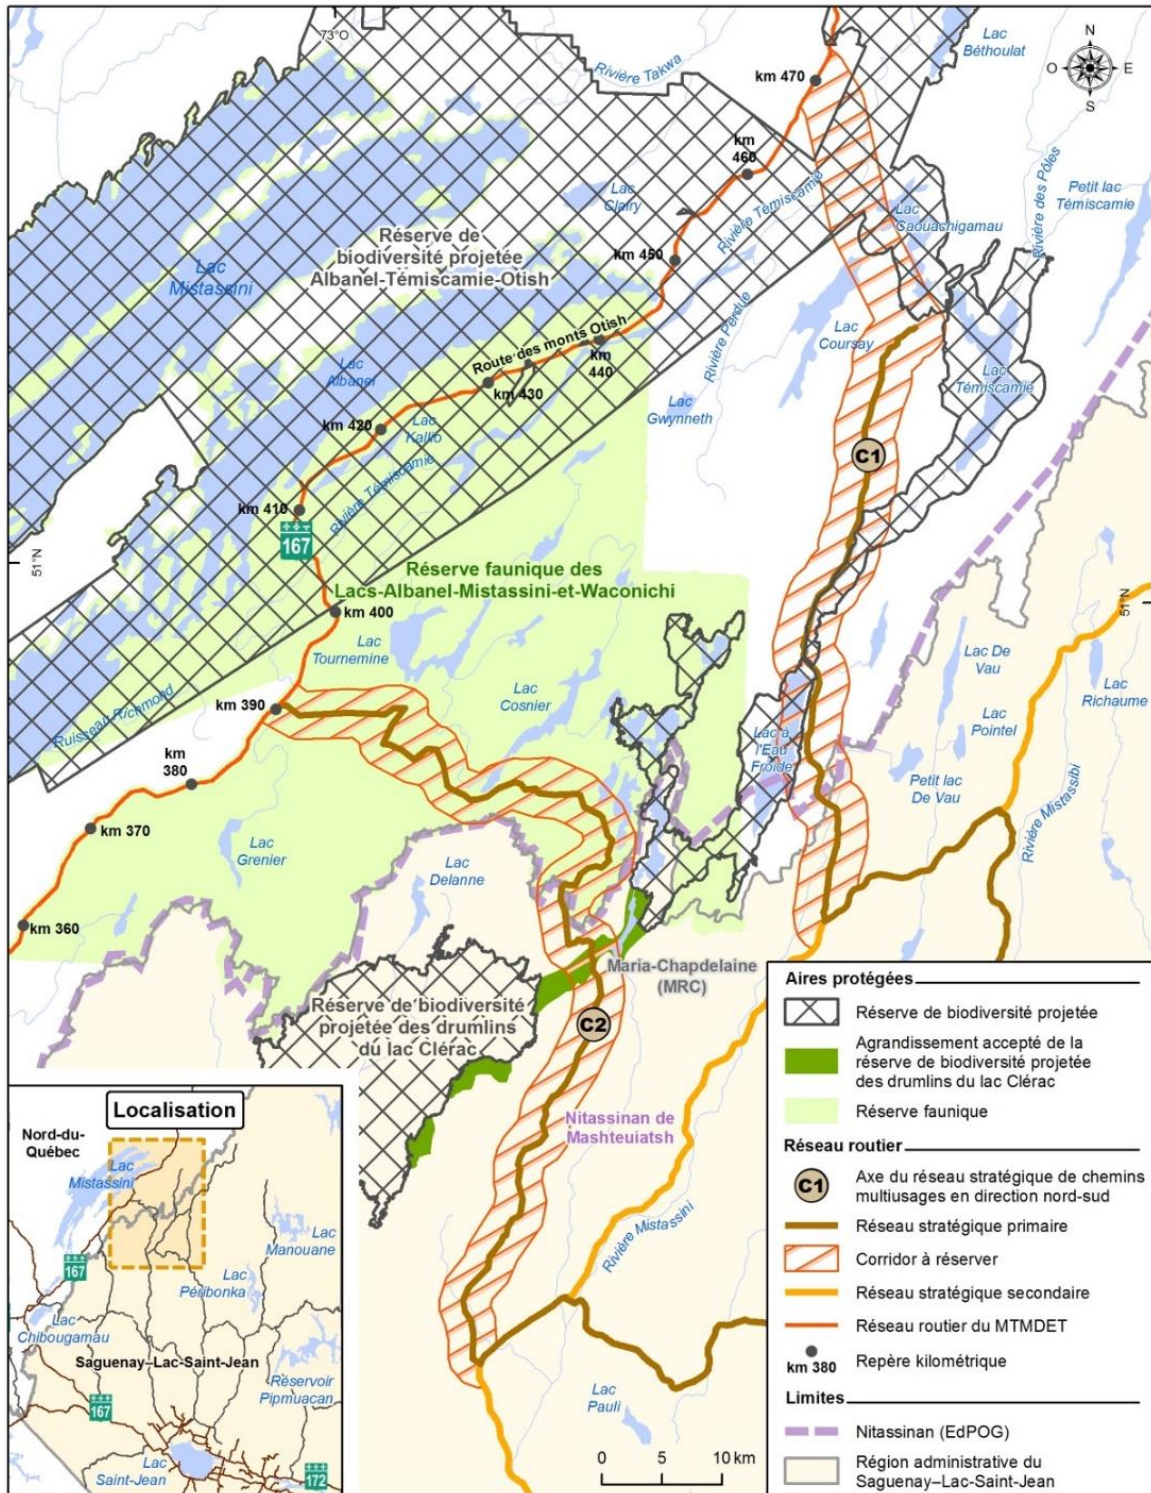 73°O
Rivière Takwa
Lac
Béthoulat
N
O
E
S
km 470
km
460
Lac
Clairy
Rivière Témiscamie
Rivière des Pôles
Petit lac
Témiscamie
Lac
Saouachigamau
Réserve de
biodiversité projetée
Albanel-Témiscamie-Otish
km 450
Lac
Mistassini
Route des monts Otish
Rivière Perdue
Lac
Coursay
km
440
Lac
Albanel
km 430
Lac
Témiscamie
Lac
Gwynneth
km 420
Lac
Kallio
C1
Rivière Témiscamie
km 410
167
51°N
Réserve faunique des
Lacs-Albanel-Mistassini-et-Waconichi
51°N
km 400
Lac
Tournemine
Lac De
Vau
Lac
Richaume
Ruisseau Richmond
km 390
Lac
Cosnier
Lac
Pointel
Lac à
l'Eau
Froide
km
380
Petit lac
De Vau
Rivière Mistassibi
km 370
Lac
Grenier
Lac
Delanne
km 360
Maria-Chapdelaine
(MRC)
Réserve de biodiversité
projetée des drumlins
du lac Clérac
C2
Nitassinan de
Mashteuiatsh
Rivière Mistassini
Lac
Pauli
0 5 10 km
Localisation
Nord-du-
Québec
Lac
Mistassini
Lac
Manouane
167
Lac
Péribonka
Lac
Chibougamau
Saguenay–Lac-Saint-Jean
Réservoir
Pipmuacan
167
Lac
Saint-Jean
172
Aires protégées
Réserve de biodiversité projetée
Agrandissement accepté de la
réserve de biodiversité projetée
des drumlins du lac Clérac
Réserve faunique
Réseau routier
C1
Axe du réseau stratégique de chemins
multiusages en direction nord-sud
Réseau stratégique primaire
Corridor à réserver
Réseau stratégique secondaire
Réseau routier du MTMDET
km 380 Repère kilométrique
Limites
Nitassinan (EdPOG)
Région administrative du
Saguenay–Lac-Saint-Jean